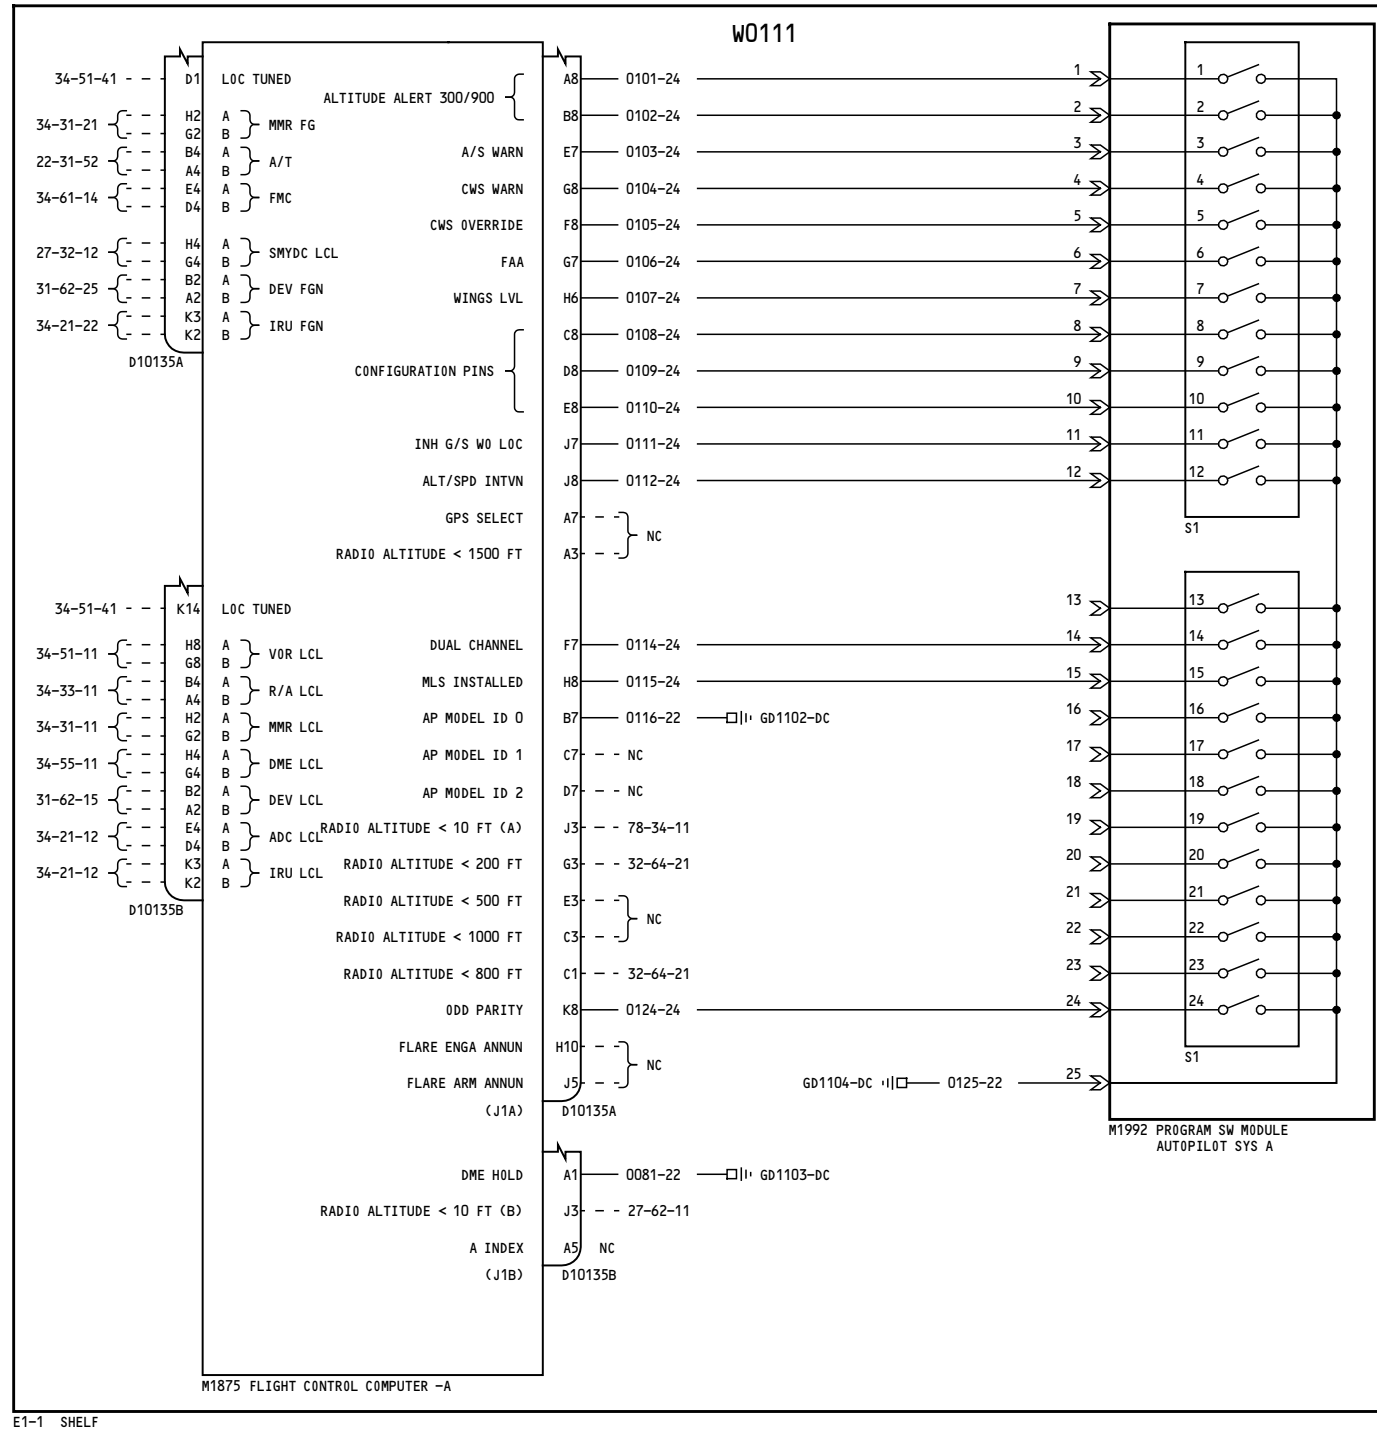 W0111
34-51-41 D1 LOC TUNED A8 0101-24 1 1
ALTITUDE ALERT 300/900
34-31-21 H2 A MMR FG B8 0102-24 2 2
G2 B
22-31-52 B4 A A/T A/S WARN E7 0103-24 3 3
A4 B
34-61-14 E4 A FMC CWS WARN G8 0104-24 4 4
D4 B
CWS OVERRIDE F8 0105-24 5 5
27-32-12 H4 A SMYDC LCL
G4 B FAA G7 0106-24 6 6
31-62-25 B2 A DEV FGN
A2 B WINGS LVL H6 0107-24 7 7
34-21-22 K3 A IRU FGN
K2 B C8 0108-24 8 8
D10135A
CONFIGURATION PINS D8 0109-24 9 9
E8 0110-24 10 10
INH G/S WO LOC J7 0111-24 11 11
ALT/SPD INTVN J8 0112-24 12 12
GPS SELECT A7 NC S1
RADIO ALTITUDE < 1500 FT A3
34-51-41 K14 LOC TUNED 13 13
34-51-11 H8 A VOR LCL DUAL CHANNEL F7 0114-24 14 14
G8 B
34-33-11 B4 A R/A LCL MLS INSTALLED H8 0115-24 15 15
A4 B
34-31-11 H2 A MMR LCL AP MODEL ID 0 B7 0116-22 GD1102-DC 16 16
G2 B
34-55-11 H4 A DME LCL AP MODEL ID 1 C7 NC 17 17
G4 B
31-62-15 B2 A DEV LCL AP MODEL ID 2 D7 NC 18 18
A2 B
34-21-12 E4 A ADC LCL RADIO ALTITUDE < 10 FT (A) J3 78-34-11 19 19
D4 B
34-21-12 K3 A IRU LCL RADIO ALTITUDE < 200 FT G3 32-64-21 20 20
K2 B
D10135B
RADIO ALTITUDE < 500 FT E3 NC 21 21
RADIO ALTITUDE < 1000 FT C3 22 22
RADIO ALTITUDE < 800 FT C1 32-64-21 23 23
ODD PARITY K8 0124-24 24 24
FLARE ENGA ANNUN H10 NC S1
FLARE ARM ANNUN J5 GD1104-DC 0125-22 25
(J1A) D10135A
M1992 PROGRAM SW MODULE
AUTOPILOT SYS A
DME HOLD A1 0081-22 GD1103-DC
RADIO ALTITUDE < 10 FT (B) J3 27-62-11
A INDEX A5 NC
(J1B) D10135B
M1875 FLIGHT CONTROL COMPUTER -A
E1-1 SHELF